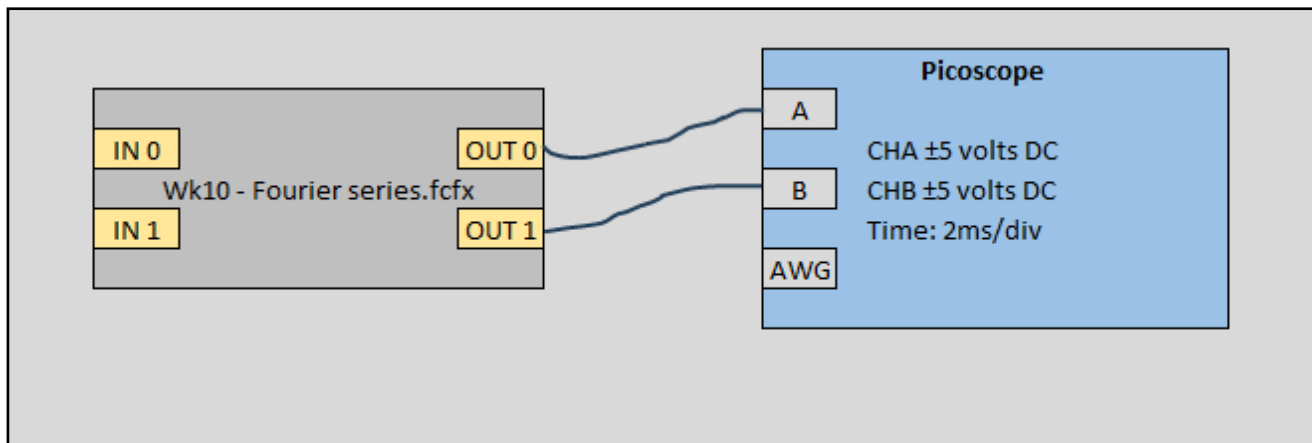 IN 0
OUT 0
Wk10 - Fourier series.fcfx
IN 1
OUT 1
Picoscope
A
CHA ±5 volts DC
B
CHB ±5 volts DC
Time: 2ms/div
AWG